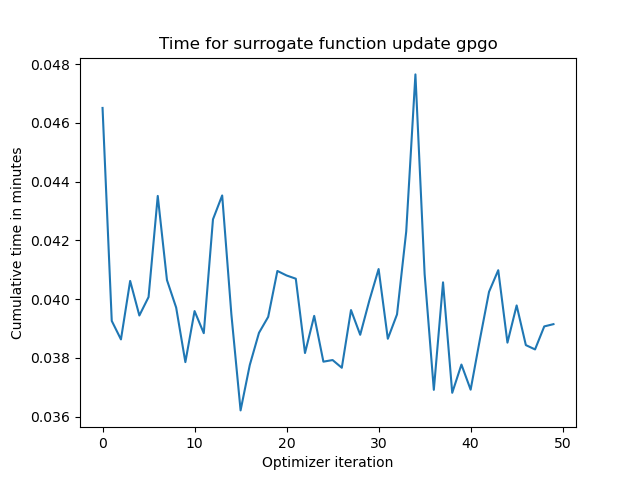 Time for surrogate function update gpgo
Cumulative time in minutes
0.048
0.046
0.044
0.042
0.040
0.038
0.036
0 10 20 30 40 50
Optimizer iteration